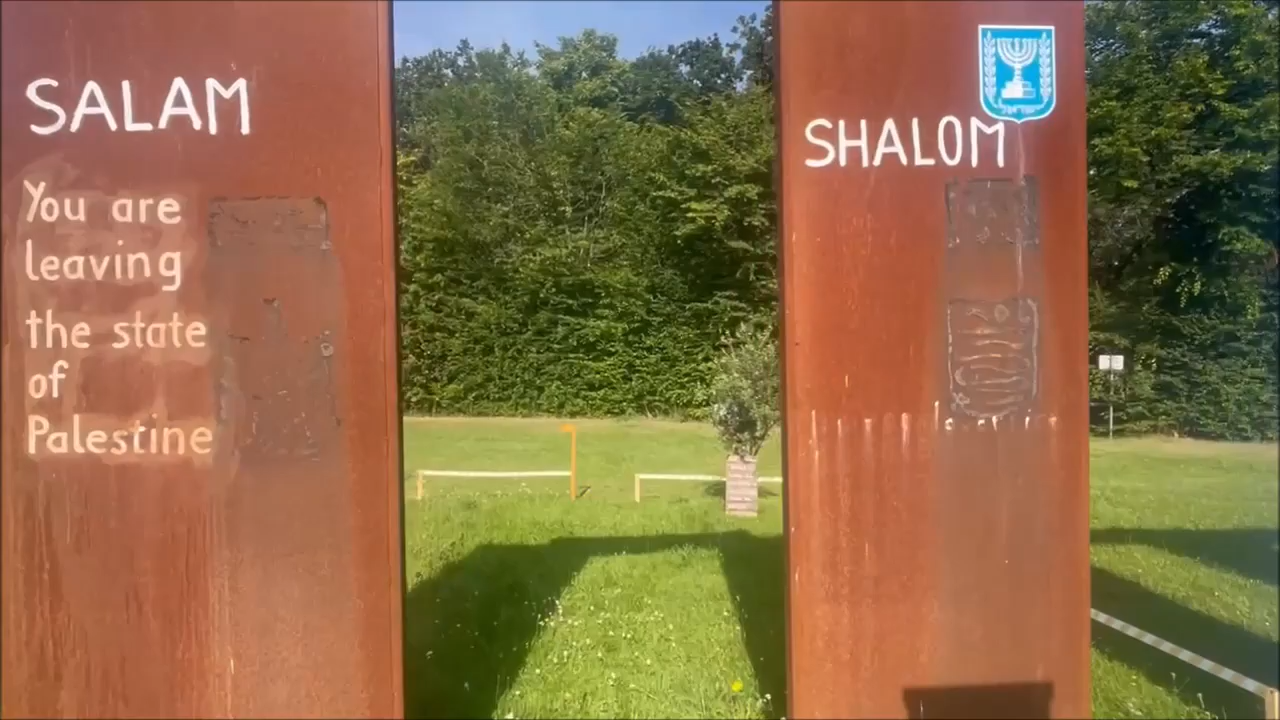 SALAM
You are
leaving
the state
of
Palestine
SHALOM